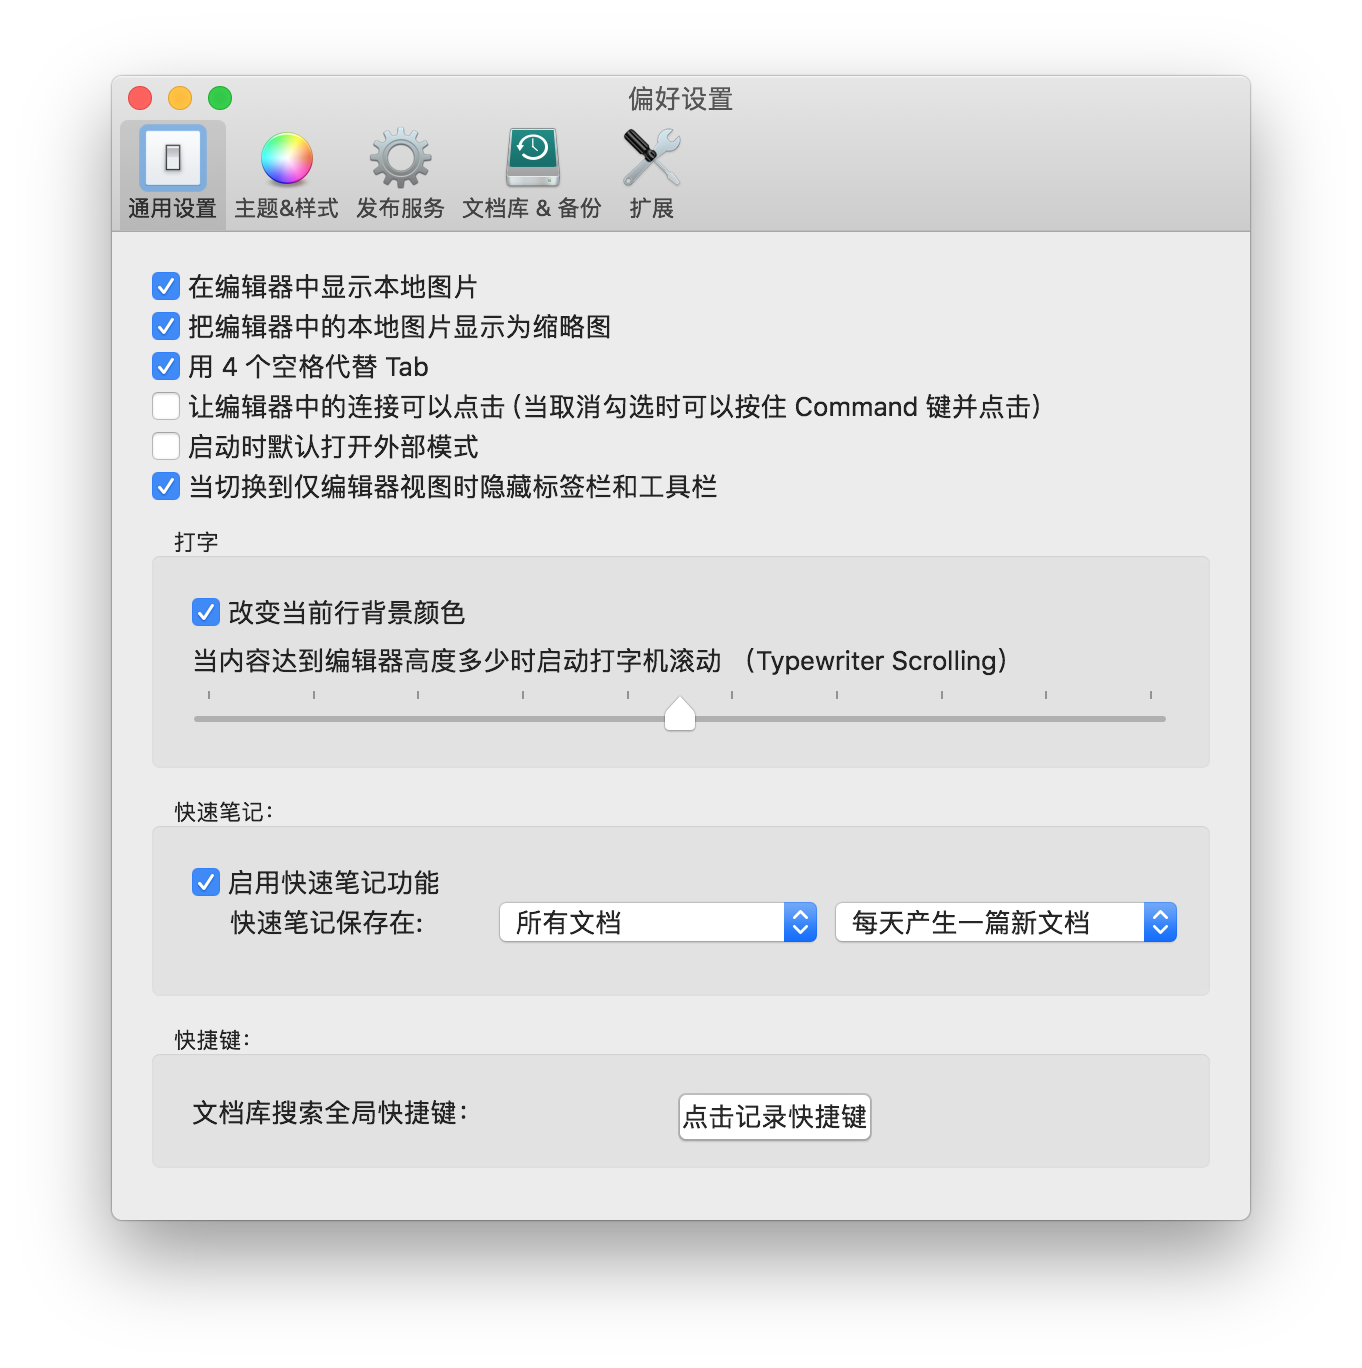 偏好设置
通用设置 主题&样式 发布服务 文档库 & 备份 扩展
在编辑器中显示本地图片
把编辑器中的本地图片显示为缩略图
用 4 个空格代替 Tab
让编辑器中的连接可以点击 (当取消勾选时可以按住 Command 键并点击)
启动时默认打开外部模式
当切换到仅编辑器视图时隐藏标签栏和工具栏
打字
改变当前行背景颜色
当内容达到编辑器高度多少时启动打字机滚动 （Typewriter Scrolling）
快速笔记：
启用快速笔记功能
快速笔记保存在: 所有文档 每天产生一篇新文档
快捷键：
文档库搜索全局快捷键： 点击记录快捷键